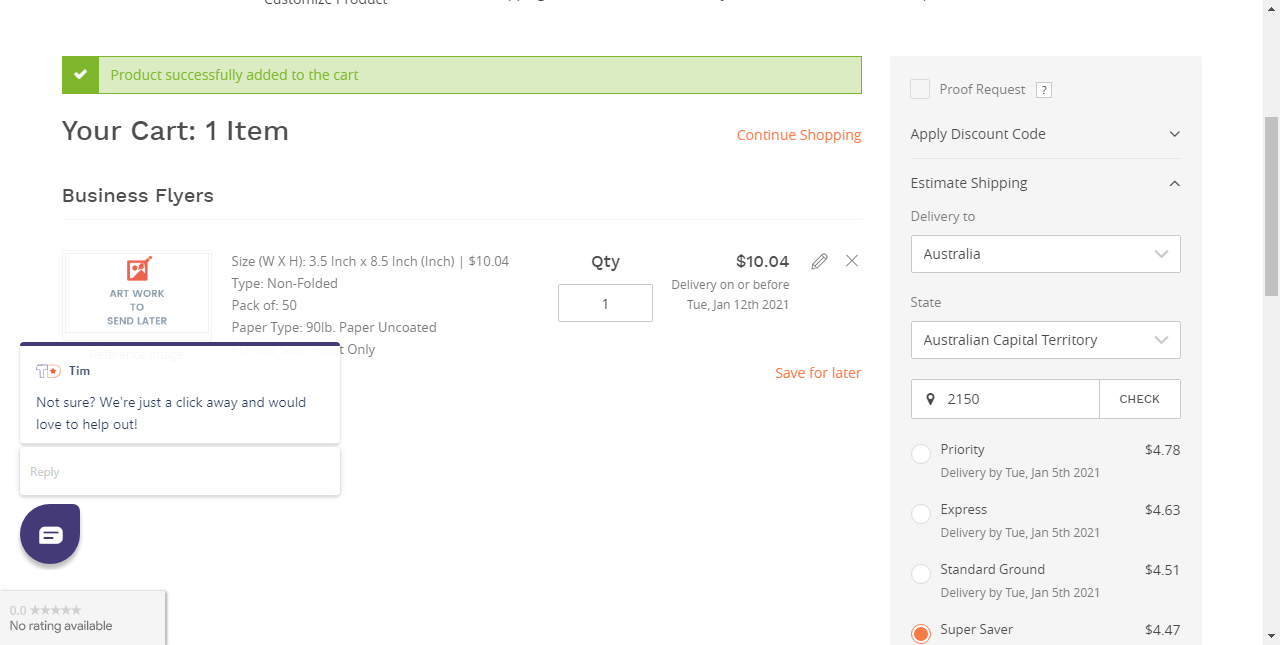 Customize Product
Product successfully added to the cart
Your Cart: 1 Item
Continue Shopping
Business Flyers
ART WORK
TO
SEND LATER
Reference Image
Size (W X H): 3.5 Inch x 8.5 Inch (Inch) | $10.04
Type: Non-Folded
Pack of: 50
Paper Type: 90lb. Paper Uncoated
Only
Qty
1
$10.04
Delivery on or before
Tue, Jan 12th 2021
Save for later
Tim
Not sure? We're just a click away and would
love to help out!
Reply
0.0 ★★★★★
No rating available
Proof Request ?
Apply Discount Code
Estimate Shipping
Delivery to
Australia
State
Australian Capital Territory
2150 CHECK
Priority $4.78
Delivery by Tue, Jan 5th 2021
Express $4.63
Delivery by Tue, Jan 5th 2021
Standard Ground $4.51
Delivery by Tue, Jan 5th 2021
Super Saver $4.47